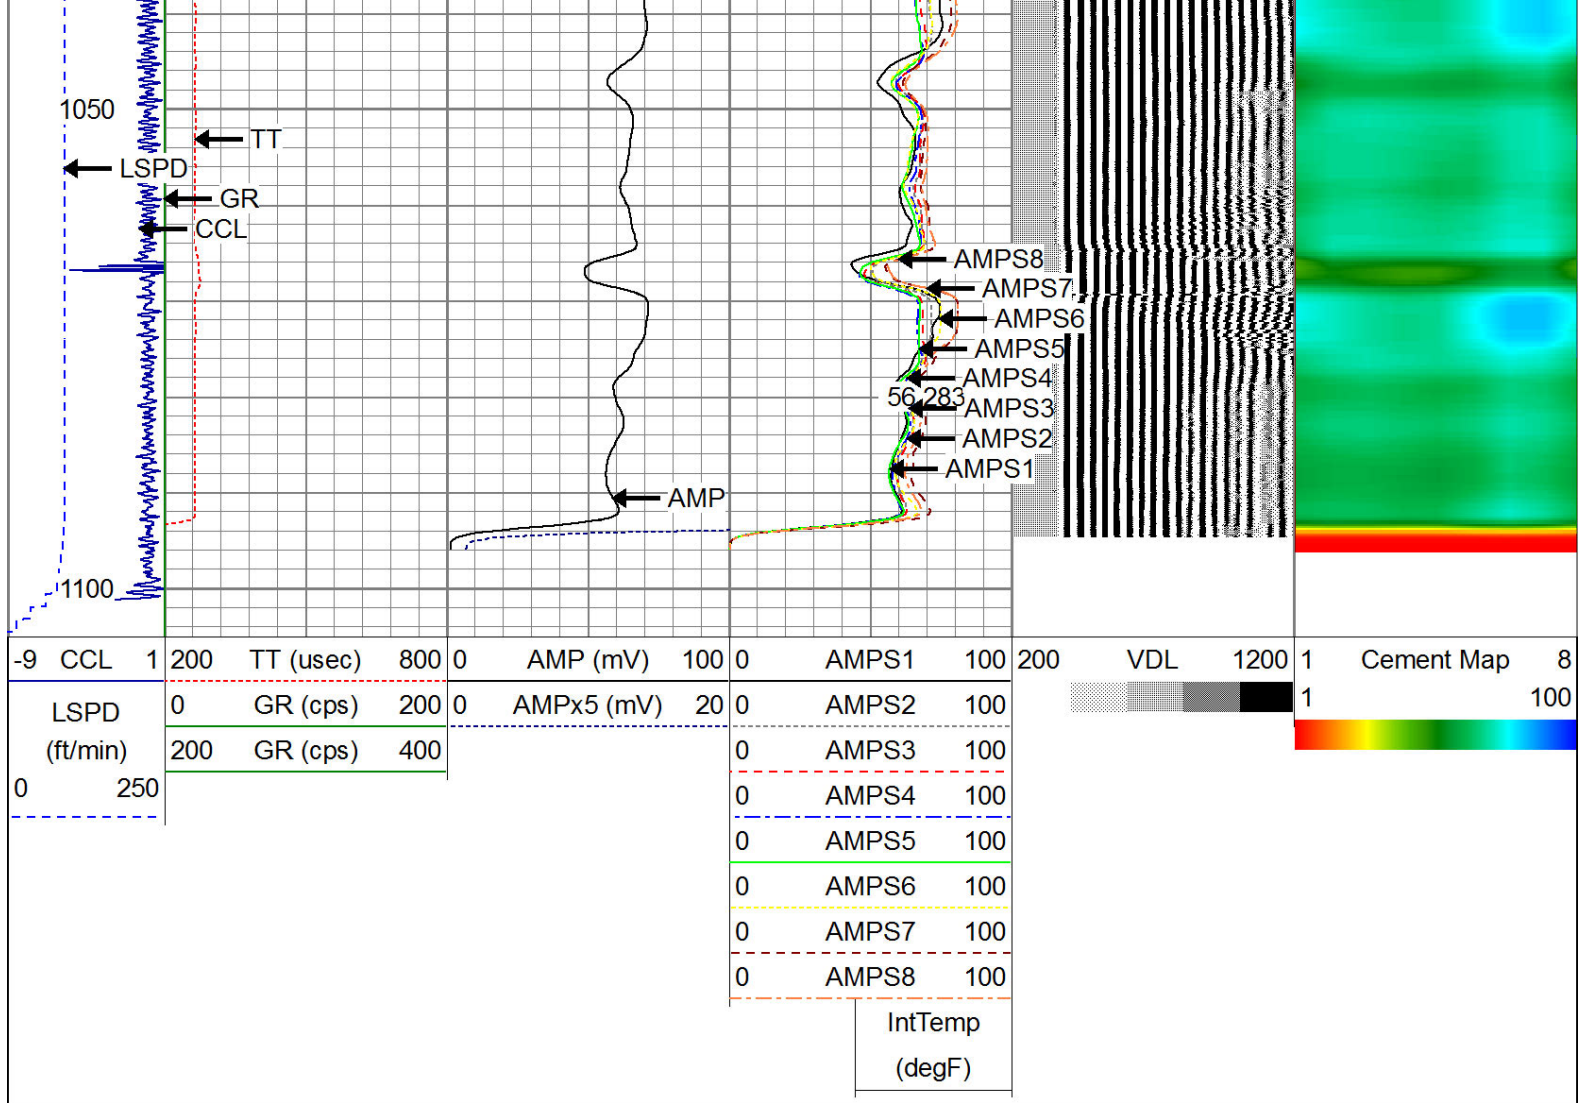 1050
TT
LSPD
GR
CCL
AMPS8
AMPS7
AMPS6
AMPS5
AMPS4
56.283
AMPS3
AMPS2
AMPS1
AMP
1100
-9 CCL 1 200 TT (usec) 800 0 AMP (mV) 100 0 AMPS1 100 200 VDL 1200 1 Cement Map 8
LSPD 0 GR (cps) 200 0 AMPx5 (mV) 20 0 AMPS2 100 1 100
(ft/min) 200 GR (cps) 400 0 AMPS3 100
0 250 0 AMPS4 100
0 AMPS5 100
0 AMPS6 100
0 AMPS7 100
0 AMPS8 100
IntTemp
(degF)